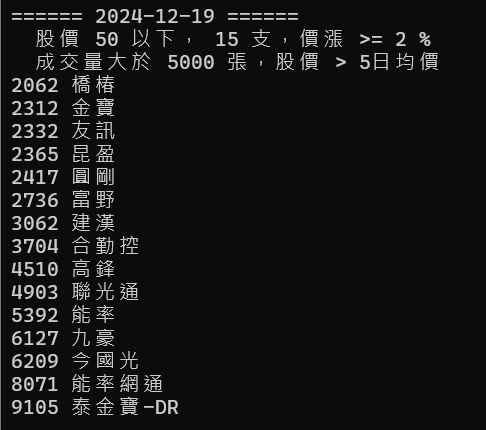 ====== 2024-12-19 ======
股價 50 以下， 15 支，價漲 >= 2 %
成交量大於 5000 張，股價 > 5日均價
2062 橋椿
2312 金寶
2332 友訊
2365 昆盈
2417 圓剛
2736 富野
3062 建漢
3704 合勤控
4510 高鋒
4903 聯光通
5392 能率
6127 九豪
6209 今國光
8071 能率網通
9105 泰金寶-DR